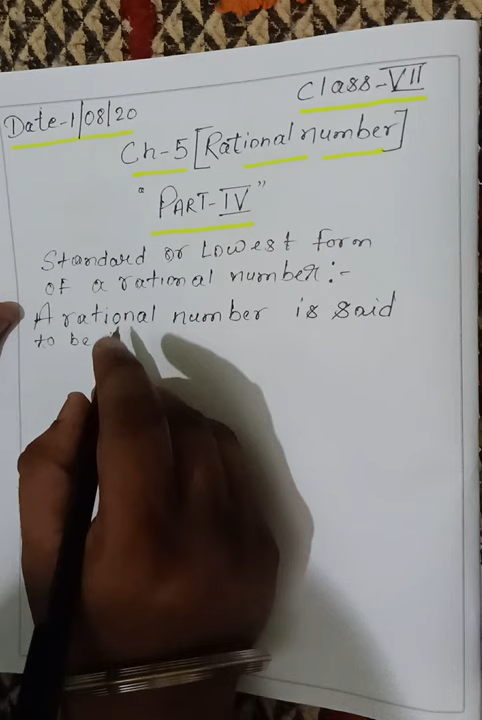 Class-VII
Date-1/08/20
Ch-5[Rational number]
"PART-IV"
Standard or Lowest form
of a rational number:-
A rational number is said
to be